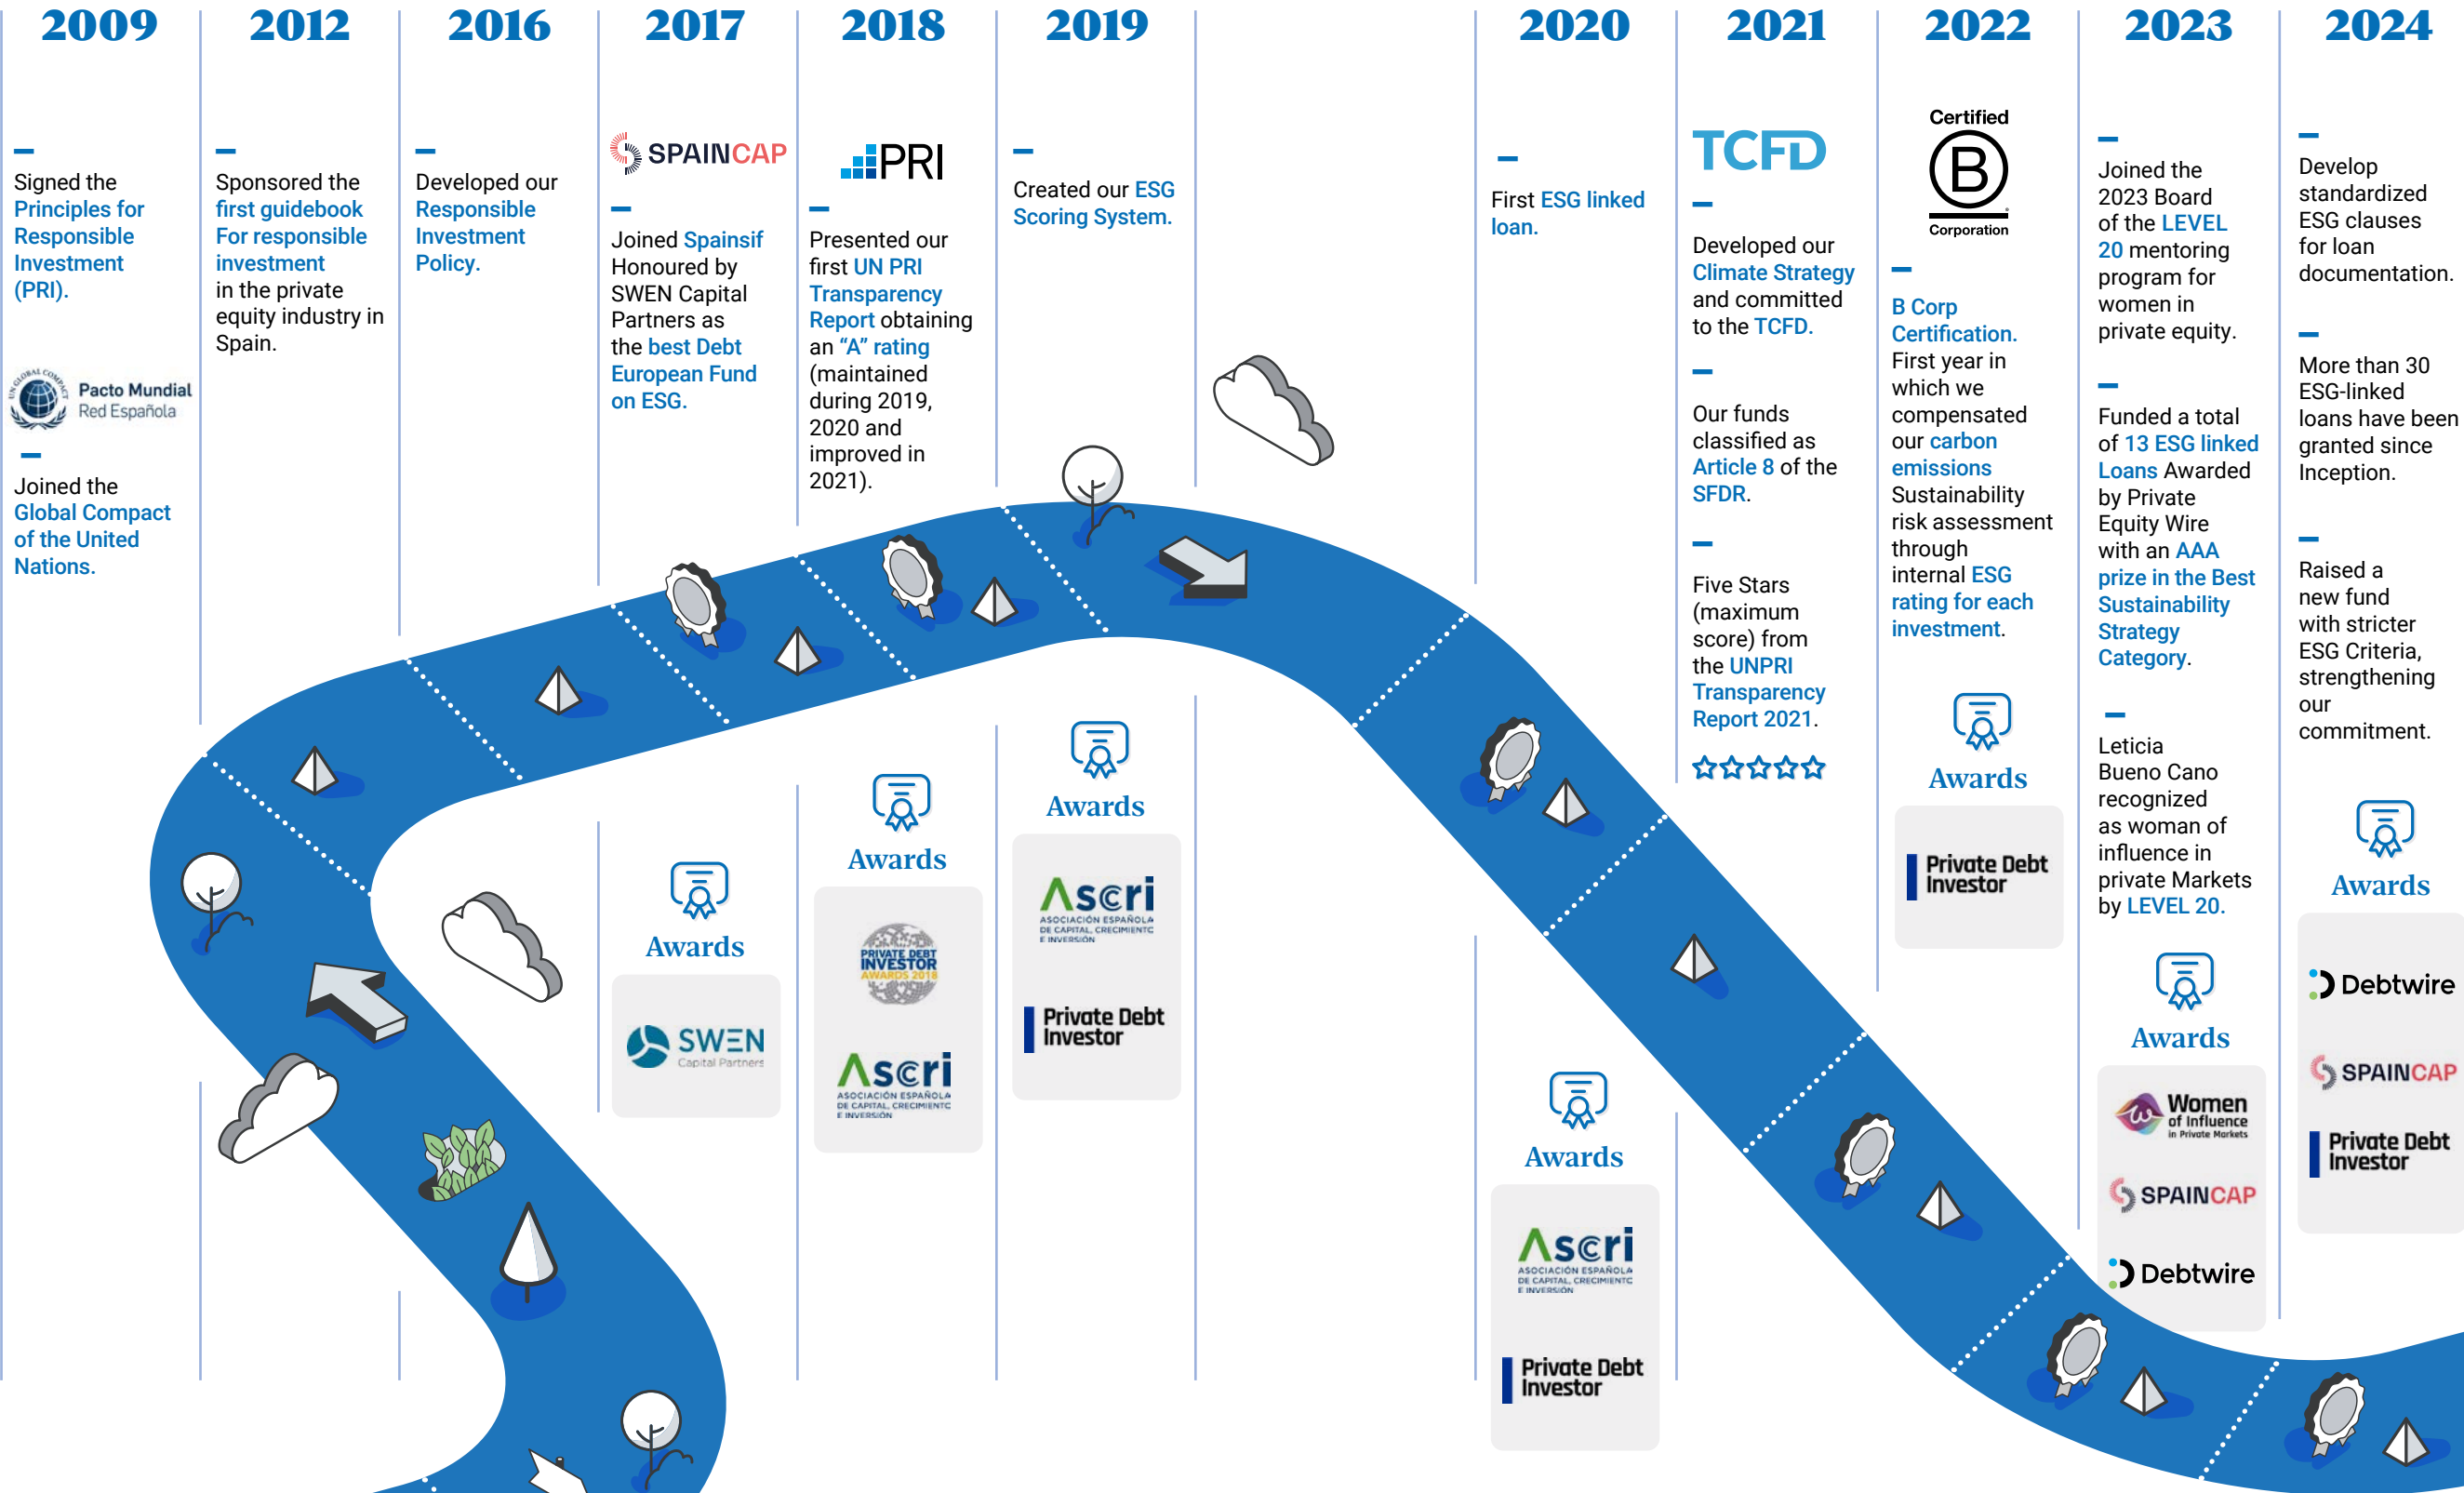 2009
Signed the
Principles for
Responsible
Investment
(PRI).
UN GLOBAL COMPACT
Pacto Mundial
Red Española
Joined the
Global Compact
of the United
Nations.
2012
Sponsored the
first guidebook
For responsible
investment
in the private
equity industry in
Spain.
2016
Developed our
Responsible
Investment
Policy.
2017
SPAINCAP
Joined Spainsif
Honoured by
SWEN Capital
Partners as
the best Debt
European Fund
on ESG.
Awards
SWEN
Capital Partners
2018
PRI
Presented our
first UN PRI
Transparency
Report obtaining
an “A” rating
(maintained
during 2019,
2020 and
improved in
2021).
Awards
PRIVATE DEBT
INVESTOR
AWARDS 2018
Ascri
ASOCIACIÓN ESPAÑOLA
DE CAPITAL, CRECIMIENTO
E INVERSIÓN
2019
Created our ESG
Scoring System.
Awards
Ascri
ASOCIACIÓN ESPAÑOLA
DE CAPITAL, CRECIMIENTO
E INVERSIÓN
Private Debt
Investor
2020
First ESG linked
loan.
Awards
Ascri
ASOCIACIÓN ESPAÑOLA
DE CAPITAL, CRECIMIENTO
E INVERSIÓN
Private Debt
Investor
2021
TCFD
Developed our
Climate Strategy
and committed
to the TCFD.
Our funds
classified as
Article 8 of the
SFDR.
Five Stars
(maximum
score) from
the UNPRI
Transparency
Report 2021.
2022
Certified
B
Corporation
B Corp
Certification.
First year in
which we
compensated
our carbon
emissions
Sustainability
risk assessment
through
internal ESG
rating for each
investment.
Awards
Private Debt
Investor
2023
Joined the
2023 Board
of the LEVEL
20 mentoring
program for
women in
private equity.
Funded a total
of 13 ESG linked
Loans Awarded
by Private
Equity Wire
with an AAA
prize in the Best
Sustainability
Strategy
Category.
Leticia
Bueno Cano
recognized
as woman of
influence in
private Markets
by LEVEL 20.
Awards
Women
of Influence
in Private Markets
SPAINCAP
Debtwire
2024
Develop
standardized
ESG clauses
for loan
documentation.
More than 30
ESG-linked
loans have been
granted since
Inception.
Raised a
new fund
with stricter
ESG Criteria,
strengthening
our
commitment.
Awards
Debtwire
SPAINCAP
Private Debt
Investor